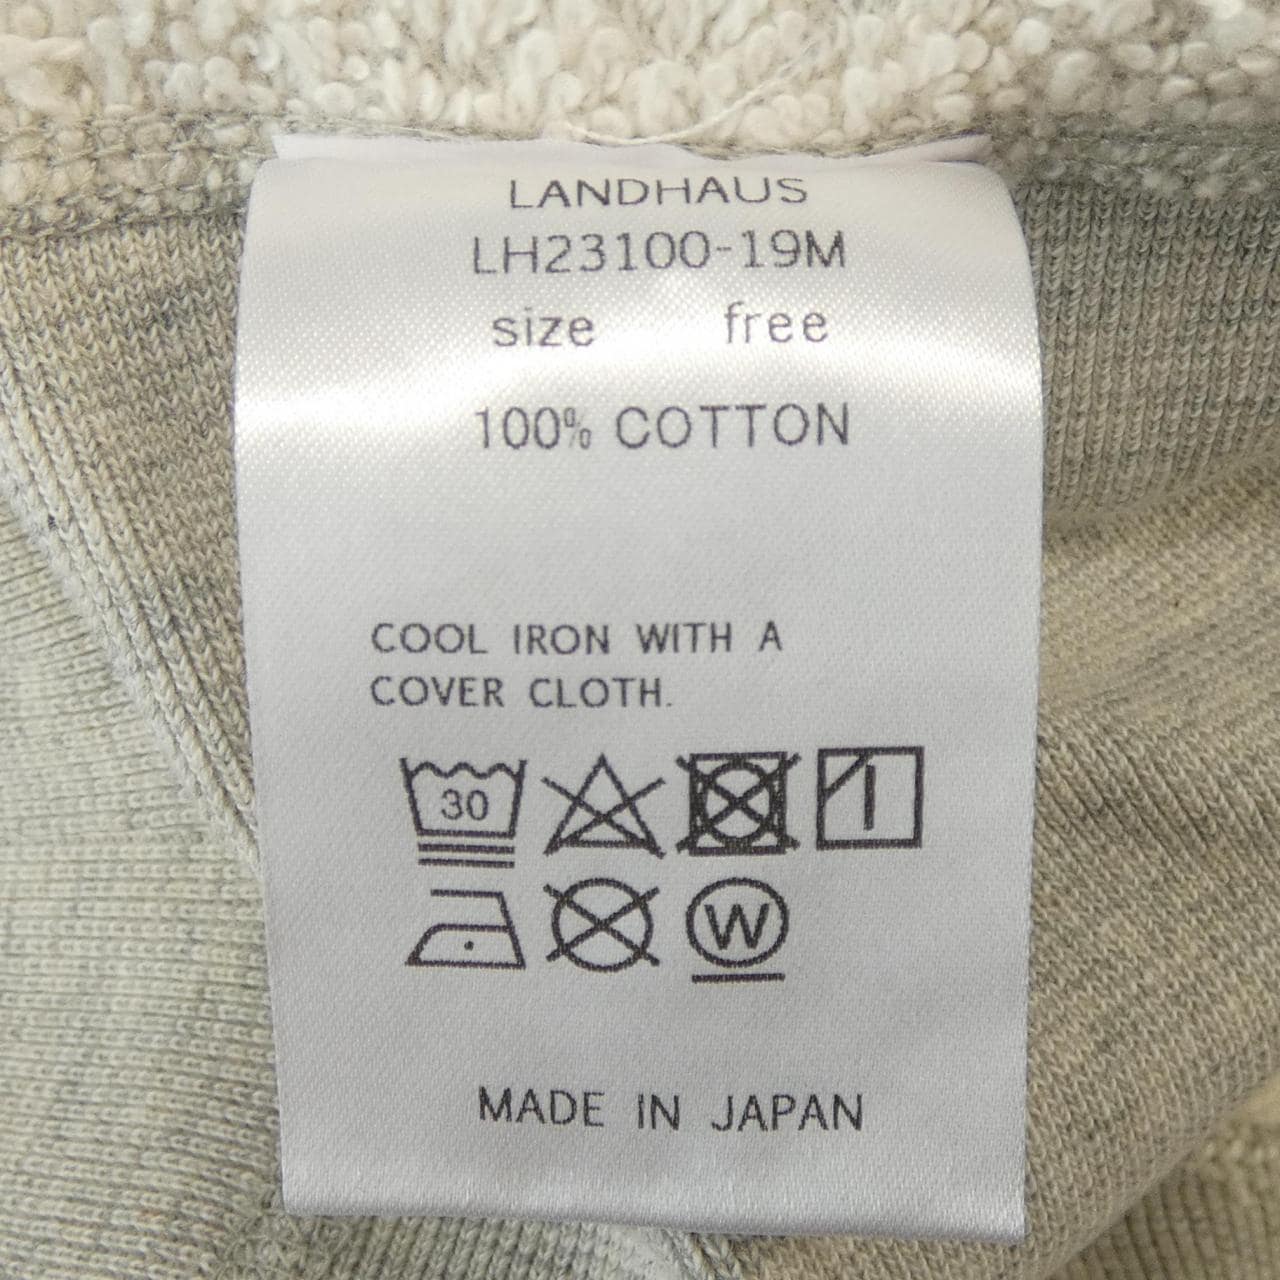 LANDHAUS
LH23100-19M
size free
100% COTTON
COOL IRON WITH A
COVER CLOTH.
30
W
MADE IN JAPAN